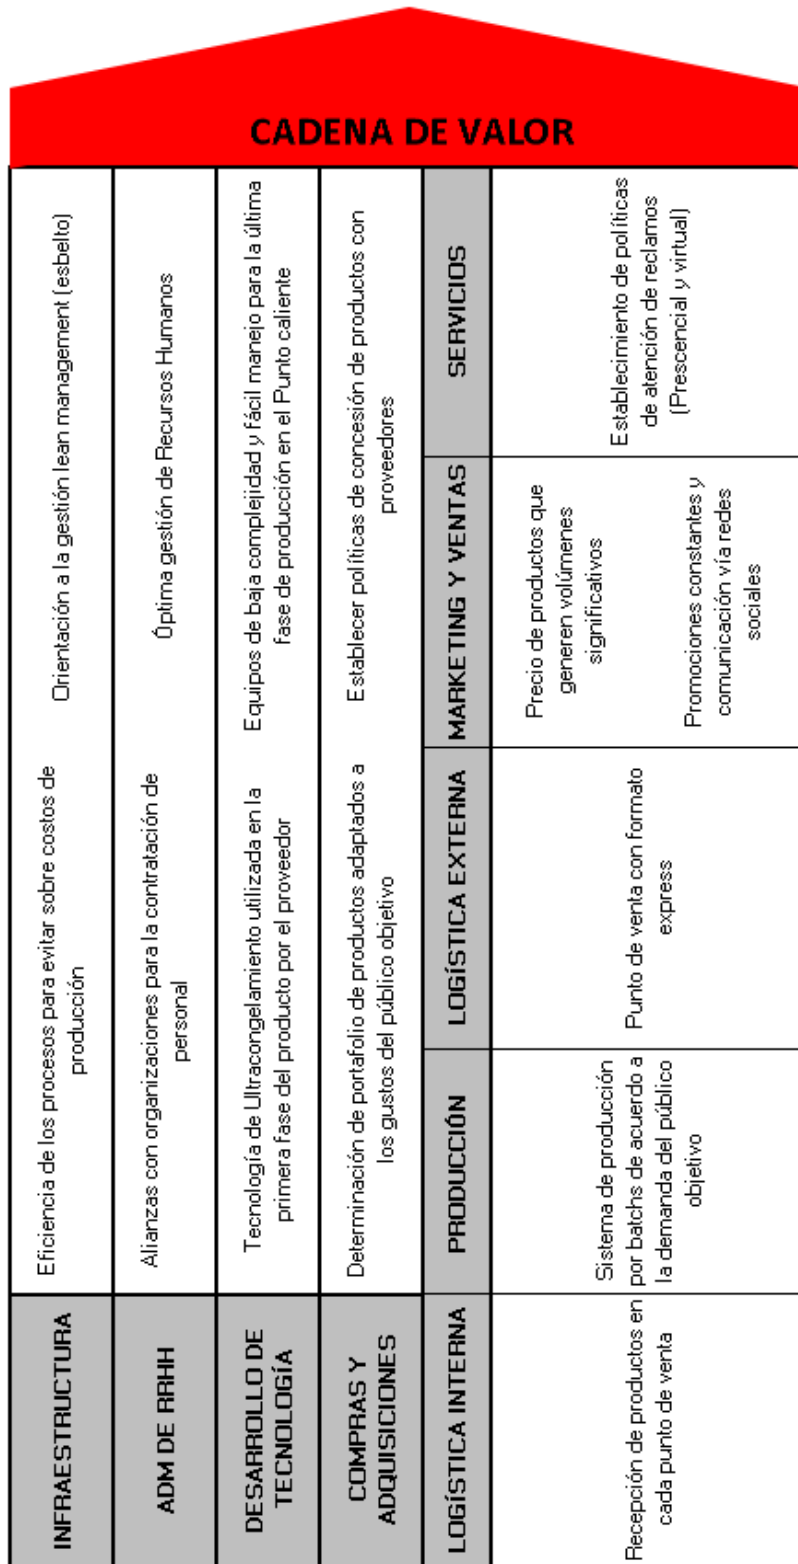 CADENA DE VALOR
INFRAESTRUCTURA
Eficiencia de los procesos para evitar sobre costos de
producción
Orientación a la gestión lean management (esbelto)
ADM DE RRHH
Alianzas con organizaciones para la contratación de
personal
Óptima gestión de Recursos Humanos
DESARROLLO DE
TECNOLOGÍA
Tecnología de Ultracongelamiento utilizada en la
primera fase del producto por el proveedor
Equipos de baja complejidad y fácil manejo para la última
fase de producción en el Punto caliente
COMPRAS Y
ADQUISICIONES
Determinación de portafolio de productos adaptados a
los gustos del público objetivo
Establecer políticas de concesión de productos con
proveedores
LOGÍSTICA INTERNA
PRODUCCIÓN
LOGÍSTICA EXTERNA
MARKETING Y VENTAS
SERVICIOS
Recepción de productos en
cada punto de venta
Sistema de producción
por batchs de acuerdo a
la demanda del público
objetivo
Punto de venta con formato
express
Precio de productos que
generen volúmenes
significativos
Promociones constantes y
comunicación vía redes
sociales
Establecimiento de políticas
de atención de reclamos
(Prescencial y virtual)